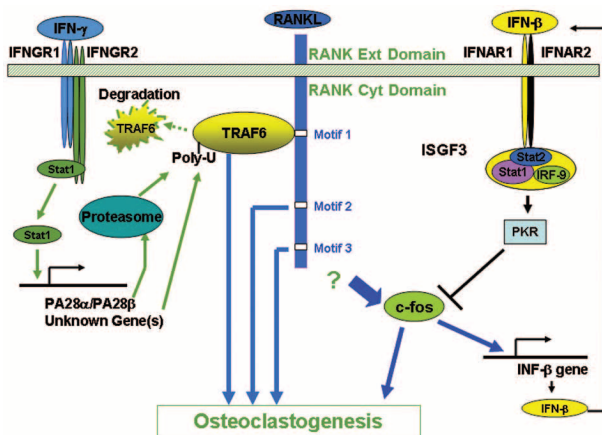 IFN-γ
RANKL
IFN-β
IFNGR1
IFNGR2
RANK Ext Domain
IFNAR1
IFNAR2
RANK Cyt Domain
Degradation
TRAF6
TRAF6
Motif 1
Poly-U
ISGF3
Stat2
Stat1
IRF-9
Stat1
Proteasome
Motif 2
Stat1
PKR
Motif 3
PA28α/PA28β
Unknown Gene(s)
?
c-fos
INF-β gene
IFN-β
Osteoclastogenesis